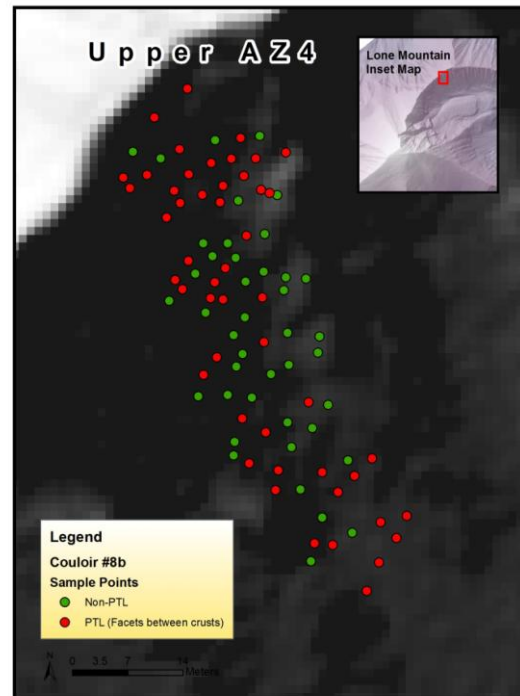 Upper AZ4
Lone Mountain
Inset Map
Legend
Couloir #8b
Sample Points
Non-PTL
PTL (Facets between crusts)
N
0 3.5 7 14
Meters